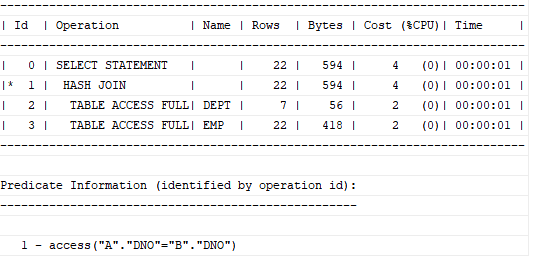 --------------------------------------------------------------------------------
| Id  | Operation          | Name | Rows  | Bytes | Cost (%CPU)| Time     |
--------------------------------------------------------------------------------
|   0 | SELECT STATEMENT   |      |    22 |   594 |     4   (0)| 00:00:01 |
|*  1 |  HASH JOIN         |      |    22 |   594 |     4   (0)| 00:00:01 |
|   2 |   TABLE ACCESS FULL| DEPT |     7 |    56 |     2   (0)| 00:00:01 |
|   3 |   TABLE ACCESS FULL| EMP  |    22 |   418 |     2   (0)| 00:00:01 |
--------------------------------------------------------------------------------
Predicate Information (identified by operation id):
---------------------------------------------------
1 - access("A"."DNO"="B"."DNO")